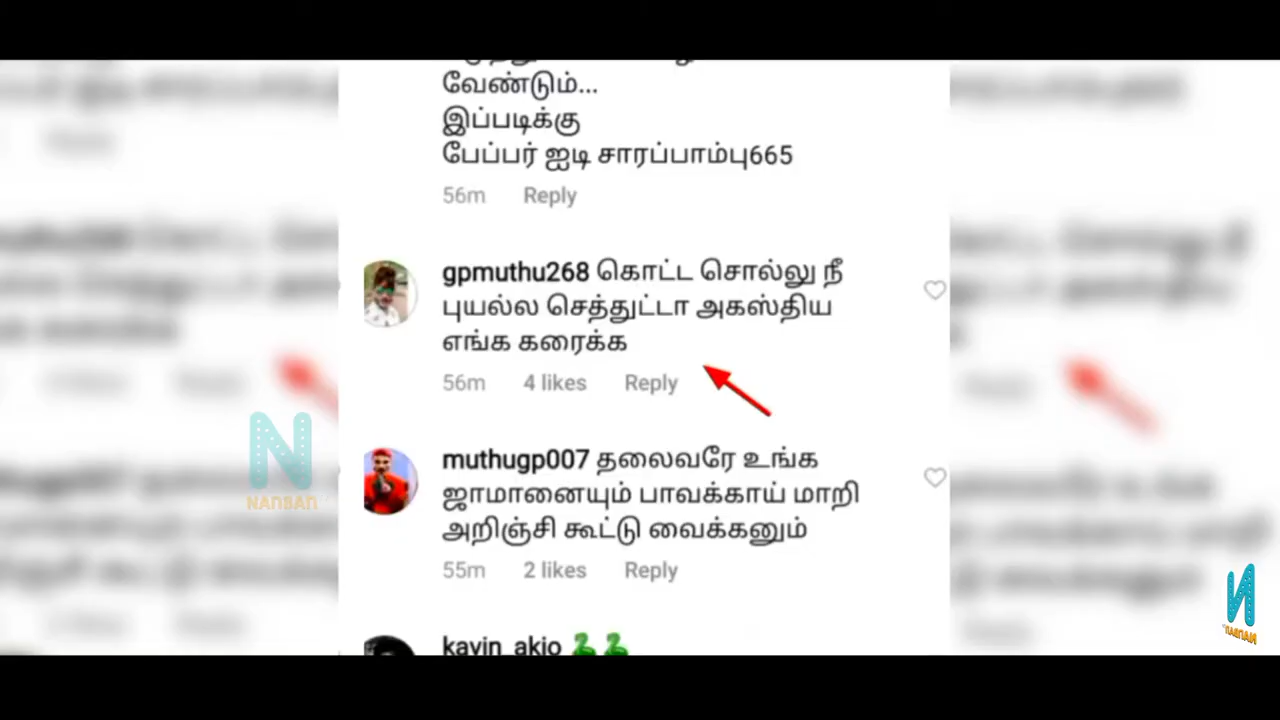 வேண்டும்...
இப்படிக்கு
பேப்பர் ஐடி சாரப்பாம்பு665
56m Reply
gpmuthu268 கொட்ட சொல்லு நீ
புயல்ல செத்துட்டா அகஸ்திய
எங்க கரைக்க
56m 4 likes Reply
muthugp007 தலைவரே உங்க
ஜாமானையும் பாவக்காய் மாறி
அறிஞ்சி கூட்டு வைக்கனும்
55m 2 likes Reply
kavin_akio
NANBAN
NANBAN